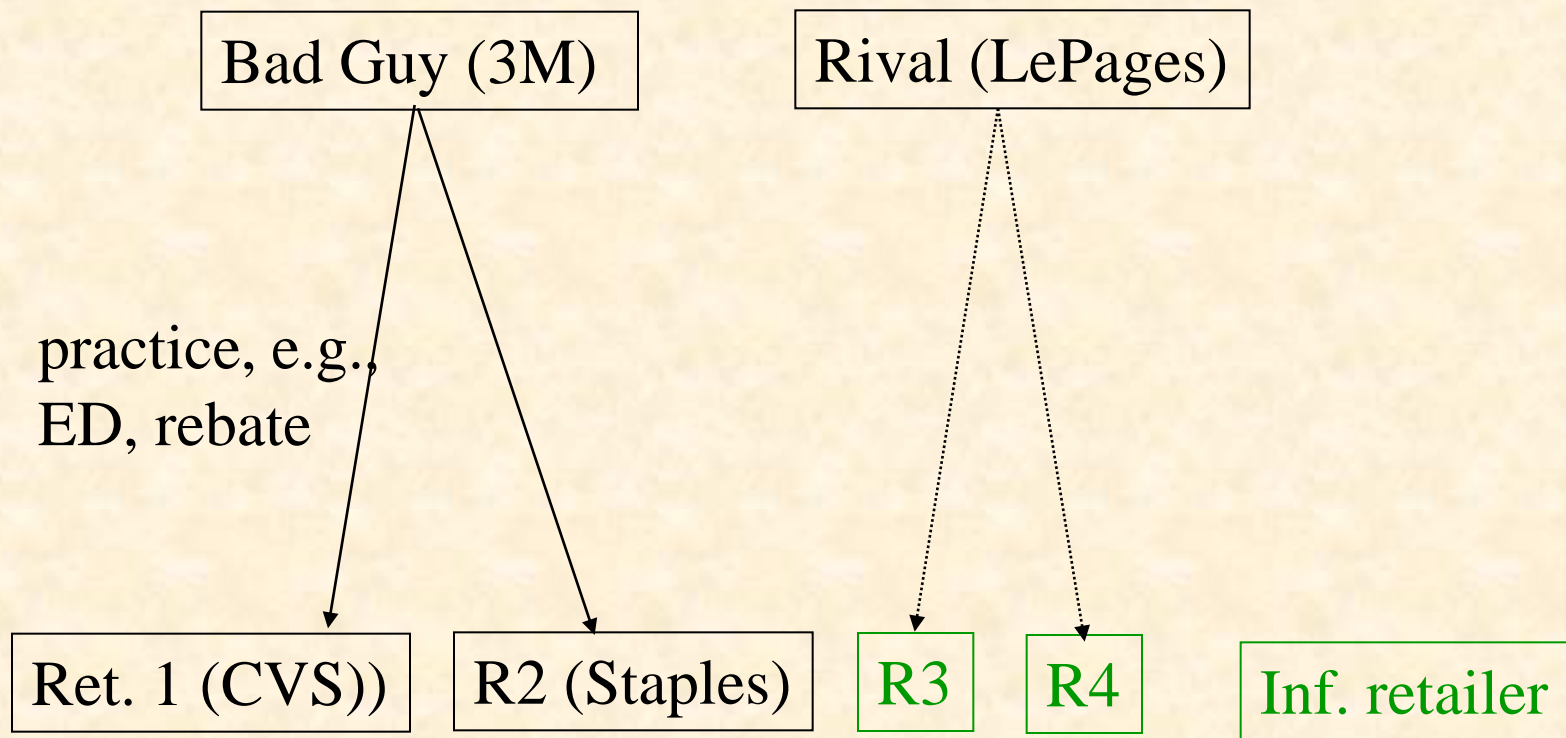 Bad Guy (3M)
Rival (LePages)
practice, e.g.,
ED, rebate
Ret. 1 (CVS))
R2 (Staples)
R3
R4
Inf. retailer